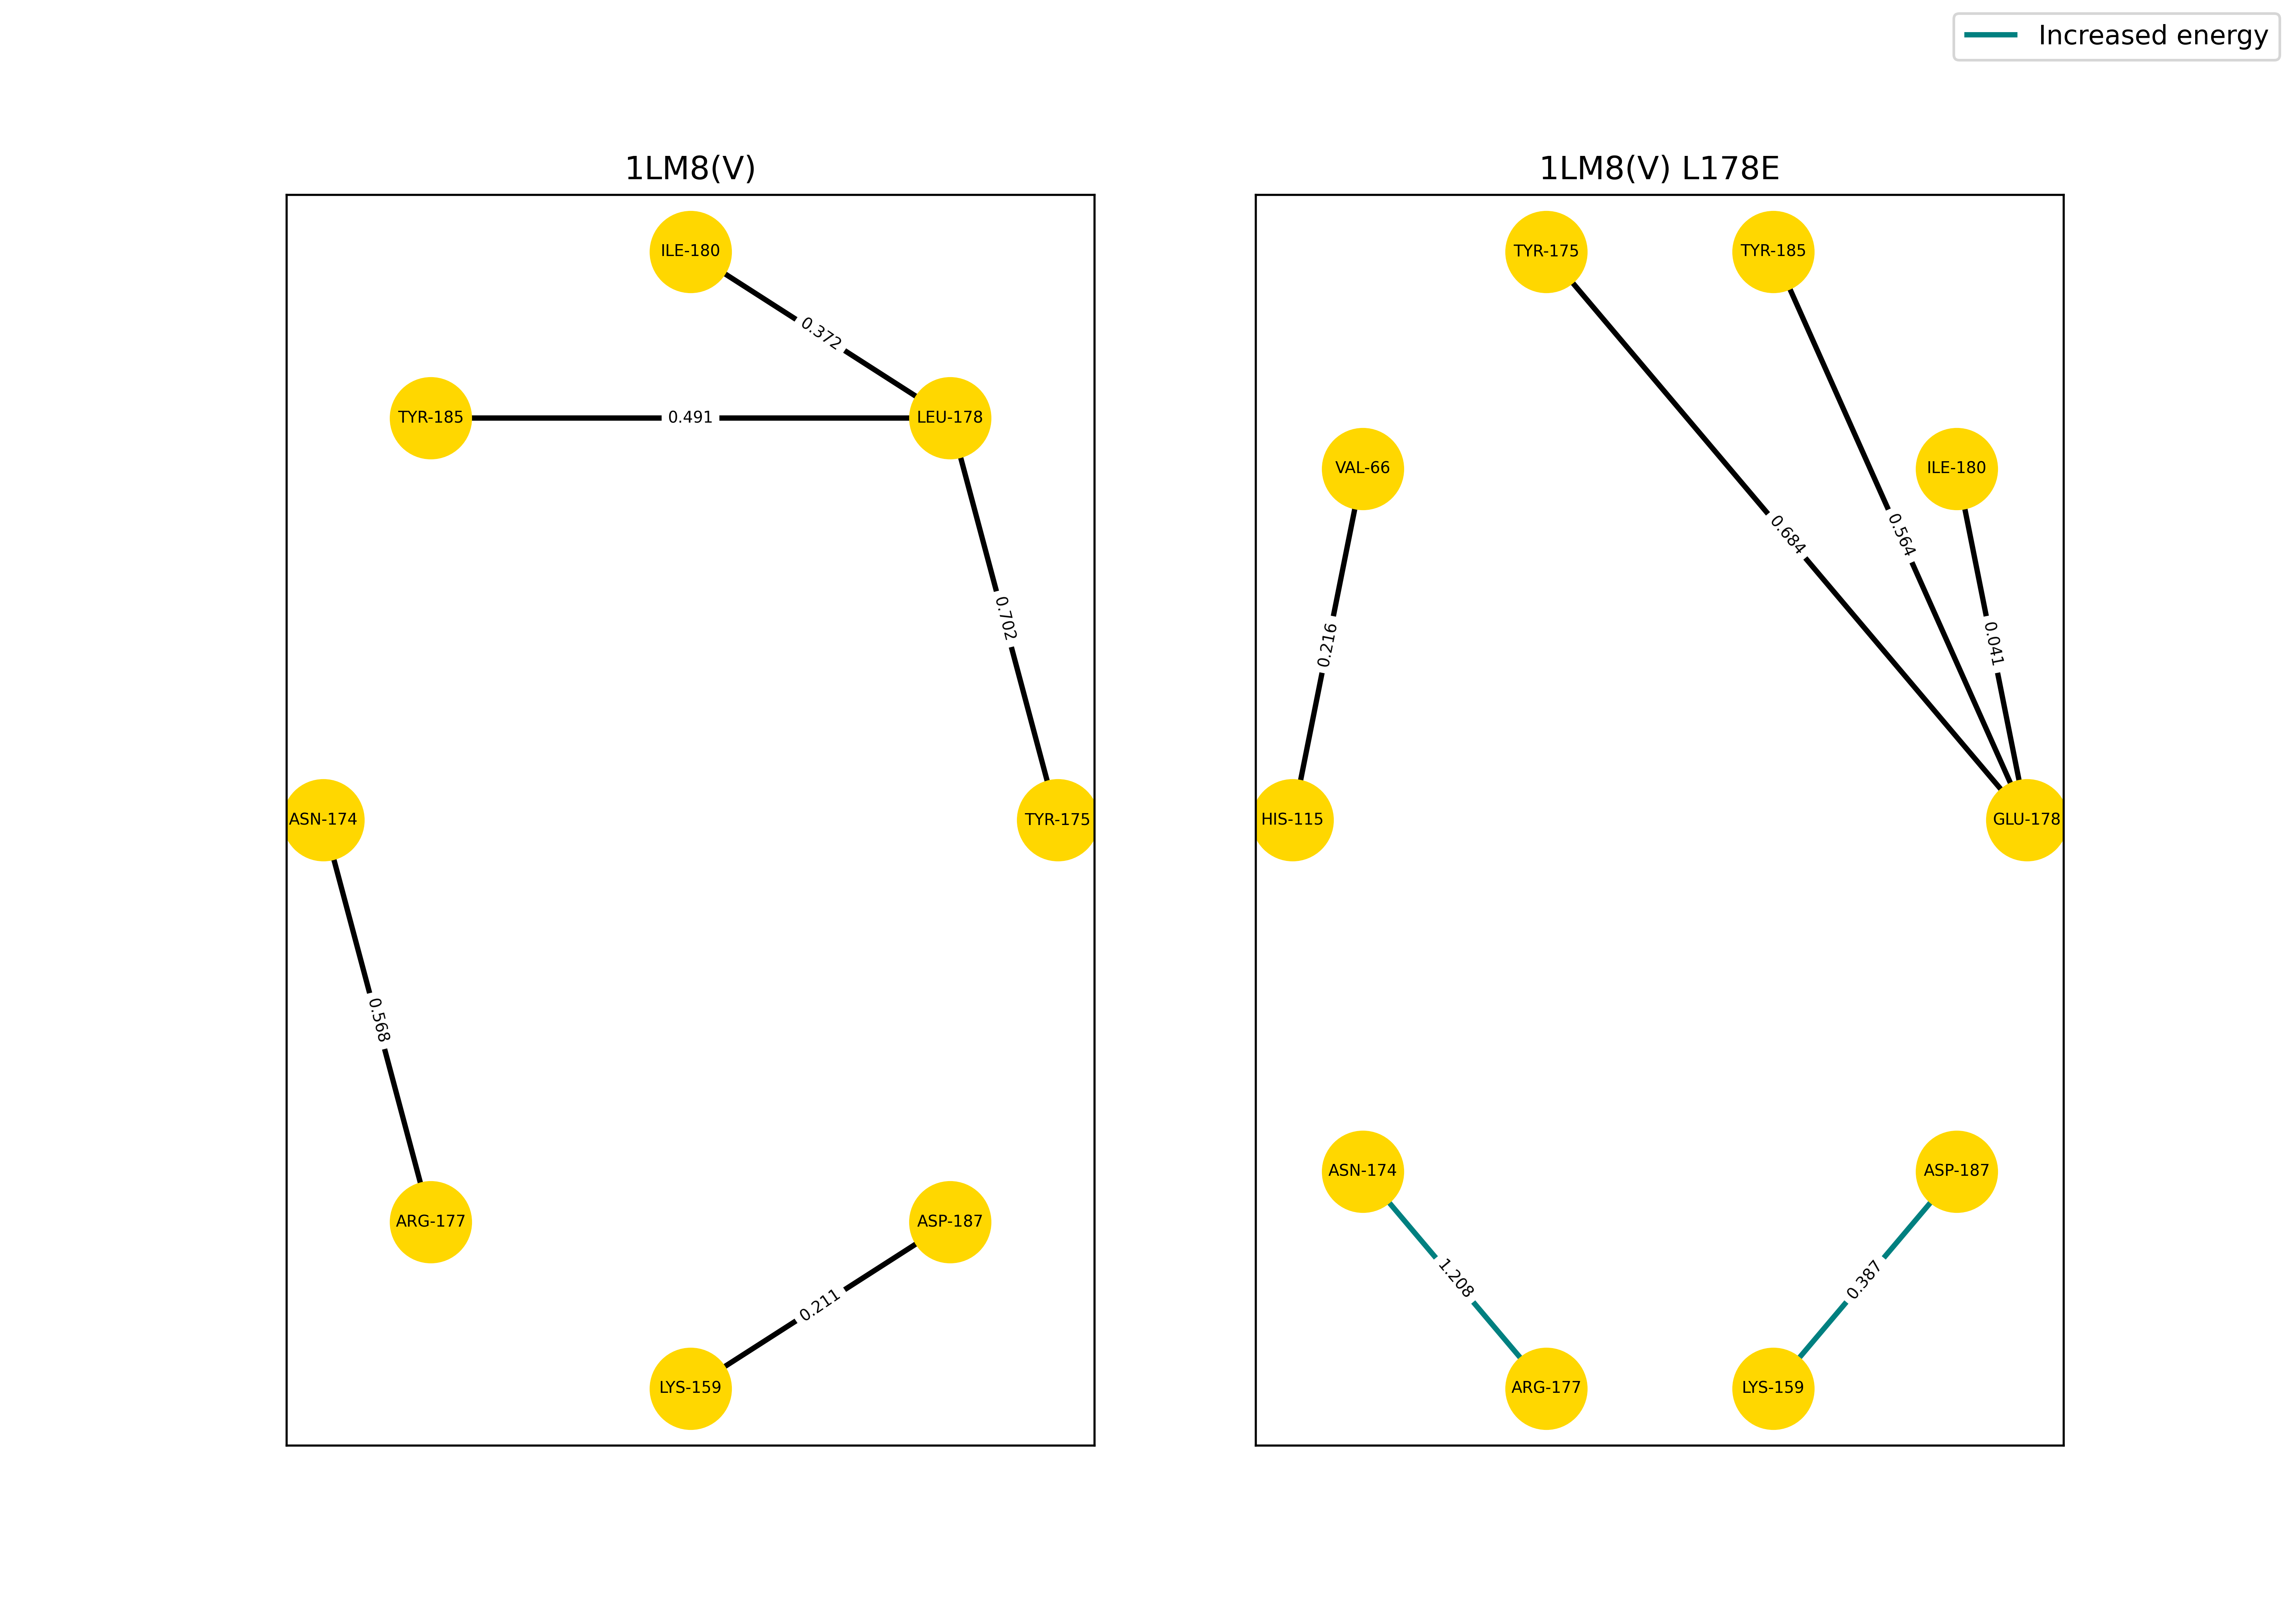 Increased energy
1LM8(V)
ILE-180
0.372
TYR-185
0.491
LEU-178
0.702
ASN-174
TYR-175
0.568
ARG-177
ASP-187
0.211
LYS-159
1LM8(V) L178E
TYR-175
TYR-185
VAL-66
ILE-180
0.684
0.564
0.216
0.041
HIS-115
GLU-178
ASN-174
ASP-187
1.208
0.387
ARG-177
LYS-159